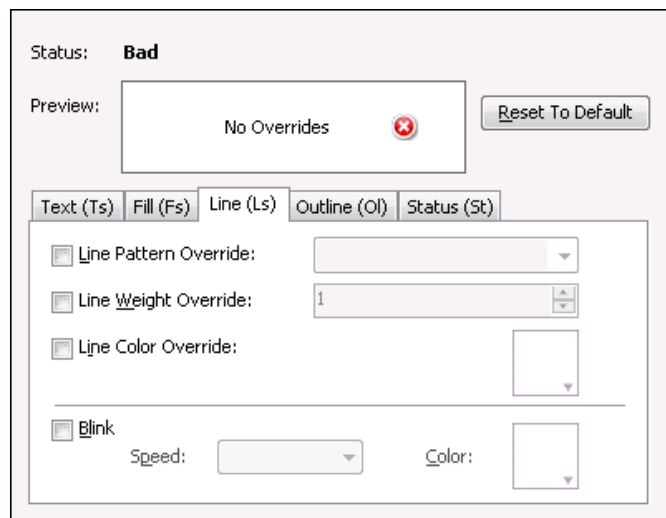 Status: Bad
Preview: No Overrides Reset To Default
Text (Ts) Fill (Fs) Line (Ls) Outline (Ol) Status (St)
Line Pattern Override:
Line Weight Override: 1
Line Color Override:
Blink
Speed: Color: